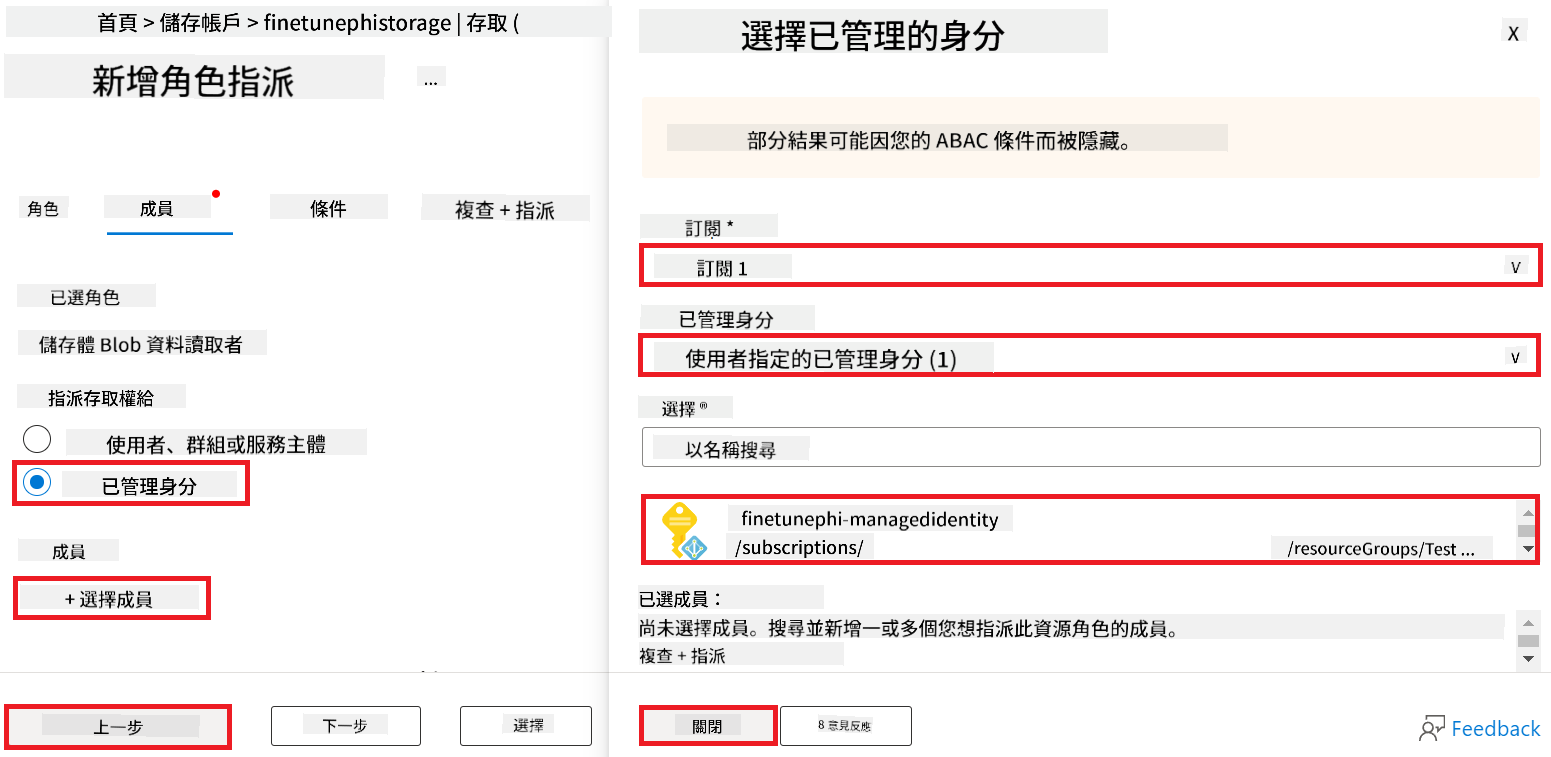 首頁 > 儲存帳戶 > finetunephistorage | 存取 (
新增角色指派
...
角色
成員
條件
複查 + 指派
已選角色
儲存體 Blob 資料讀取者
指派存取權給
使用者、群組或服務主體
已管理身分
成員
+ 選擇成員
上一步
下一步
選擇
選擇已管理的身分
X
部分結果可能因您的 ABAC 條件而被隱藏。
訂閱 *
訂閱 1
已管理身分
使用者指定的已管理身分 (1)
選擇 ®
以名稱搜尋
finetunephi-managedidentity
/subscriptions/ /resourceGroups/Test ...
已選成員：
尚未選擇成員。搜尋並新增一或多個您想指派此資源角色的成員。
複查 + 指派
關閉
8 意見反應
Feedback